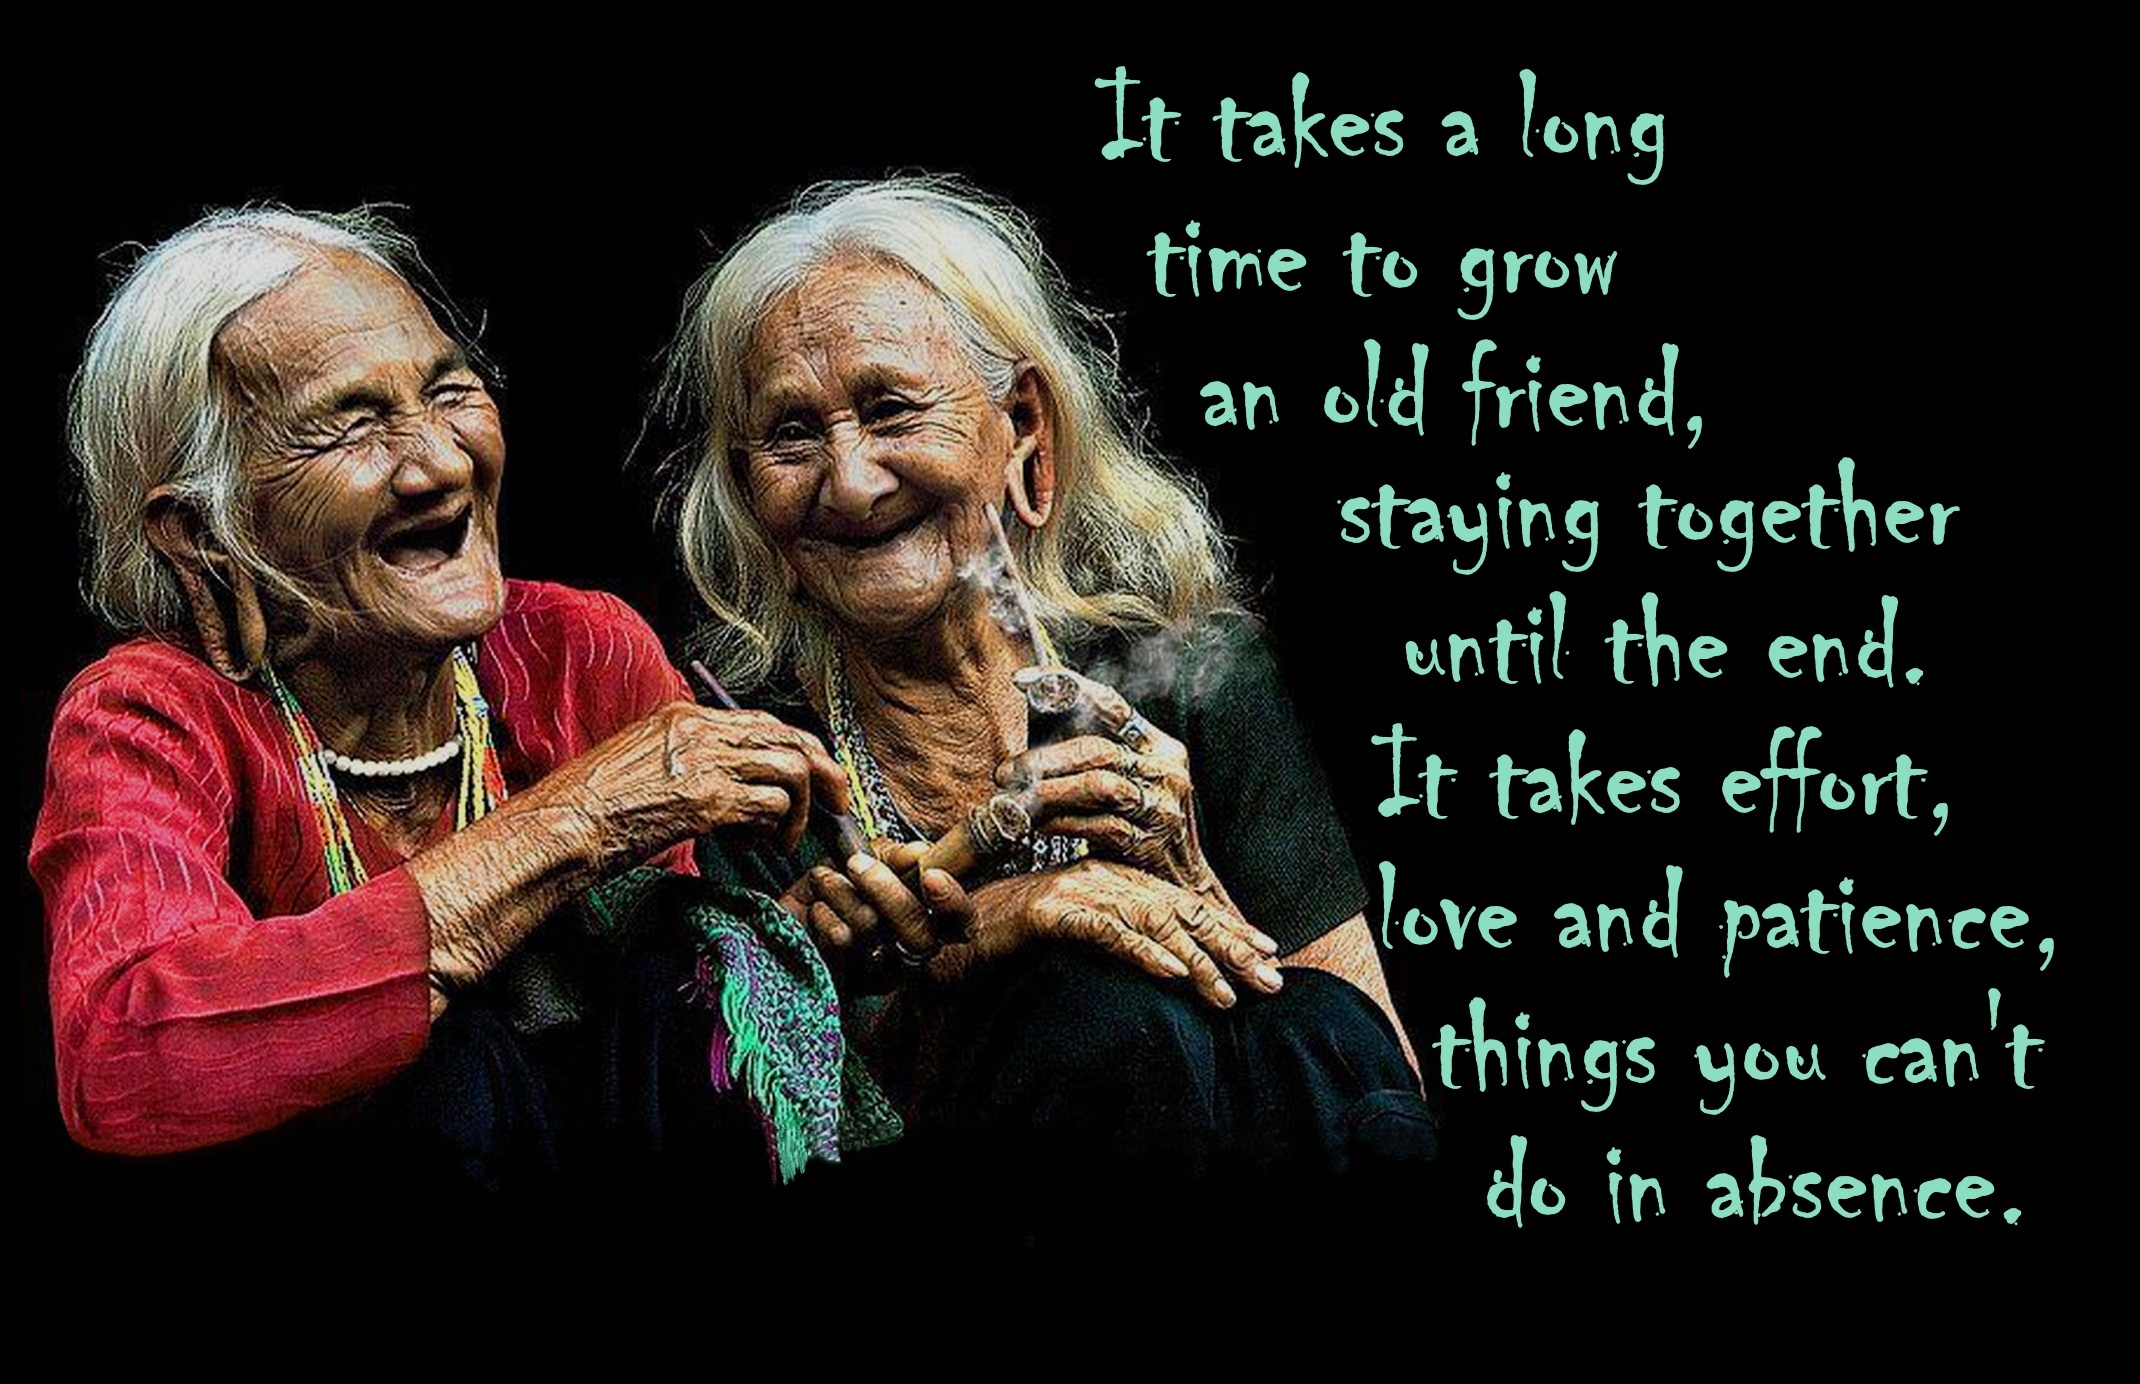 It takes a long
time to grow
an old friend,
staying together
until the end.
It takes effort,
love and patience,
things you can't
do in absence.